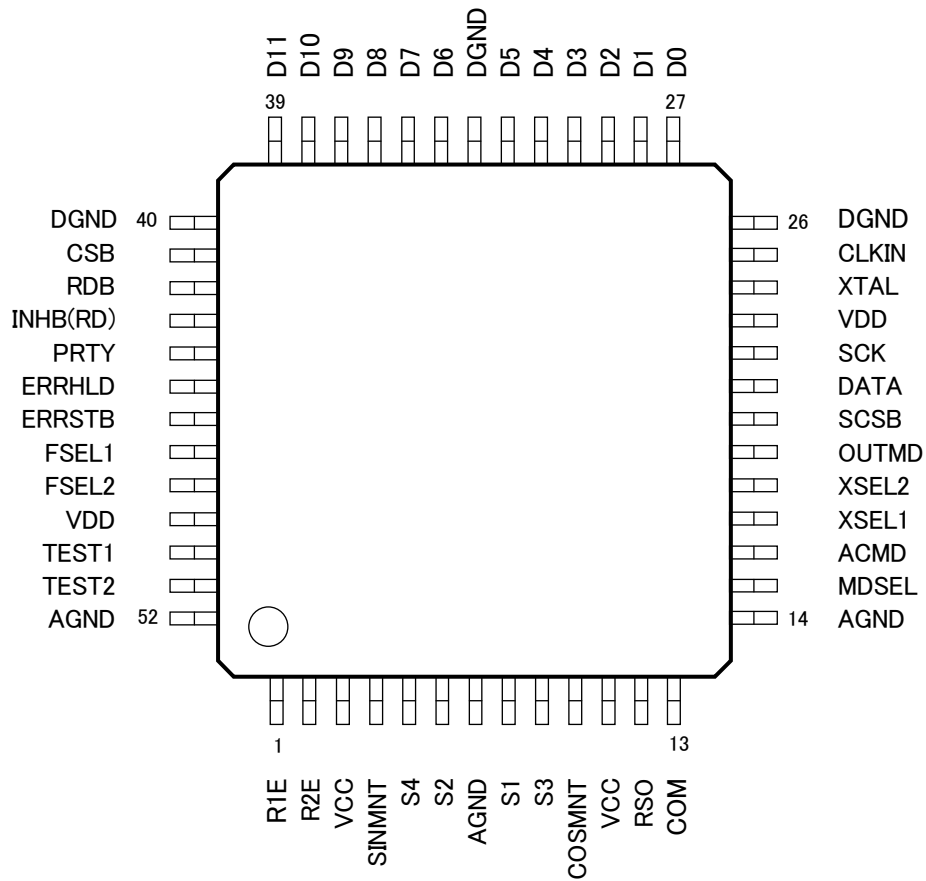 D11 D10 D9 D8 D7 D6 DGND D5 D4 D3 D2 D1 D0
39 27
DGND 40 26 DGND
CSB CLKIN
RDB XTAL
INHB(RD) VDD
PRTY SCK
ERRHLD DATA
ERRSTB SCSB
FSEL1 OUTMD
FSEL2 XSEL2
VDD XSEL1
TEST1 ACMD
TEST2 MDSEL
AGND 52 14 AGND
1 13
R1E R2E VCC SINMNT S4 S2 AGND S1 S3 COSMNT VCC RSO COM